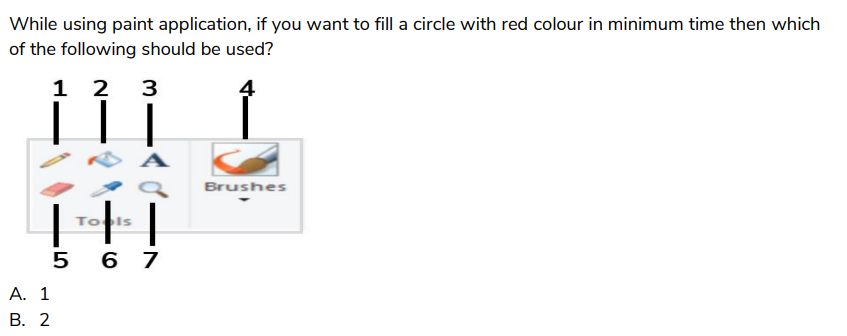 While using paint application, if you want to fill a circle with red colour in minimum time then which
of the following should be used?
1 2 3 4
A
Brushes
Tools
5 6 7
A. 1
B. 2